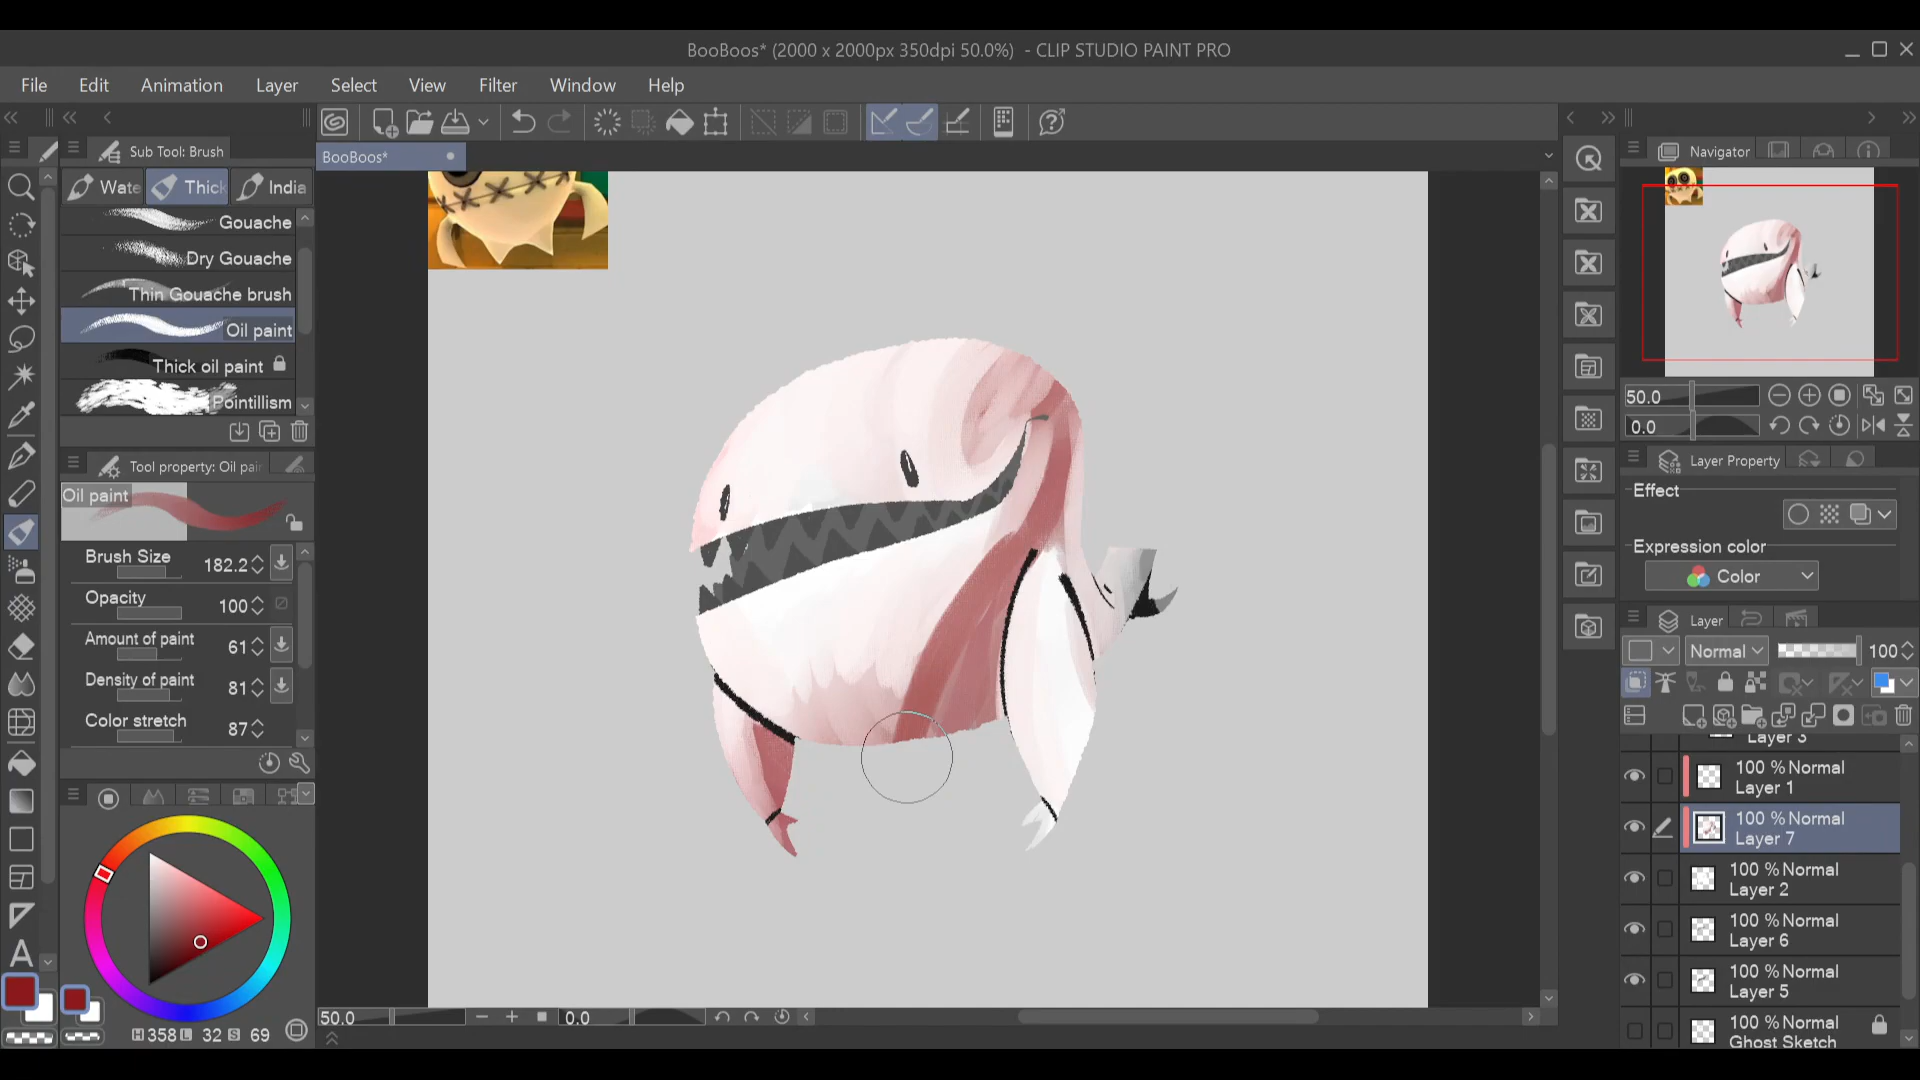 BooBoos* (2000 x 2000px 350dpi 50.0%) - CLIP STUDIO PAINT PRO
File Edit Animation Layer Select View Filter Window Help
Sub Tool: Brush
BooBoos*
Navigator
Wate Thick India
Gouache
Dry Gouache
Thin Gouache brush
Oil paint
Thick oil paint
Pointillism
50.0
0.0
Layer Property
Tool property: Oil pain
Oil paint
Effect
Brush Size 182.2
Expression color
Color
Opacity 100
Amount of paint 61
Layer
Density of paint 81
Normal 100
Color stretch 87
Layer 3
100 % Normal
Layer 1
100 % Normal
Layer 7
100 % Normal
Layer 2
100 % Normal
Layer 6
100 % Normal
Layer 5
100 % Normal
Ghost Sketch
A
50.0 0.0
H 358 L 32 S 69